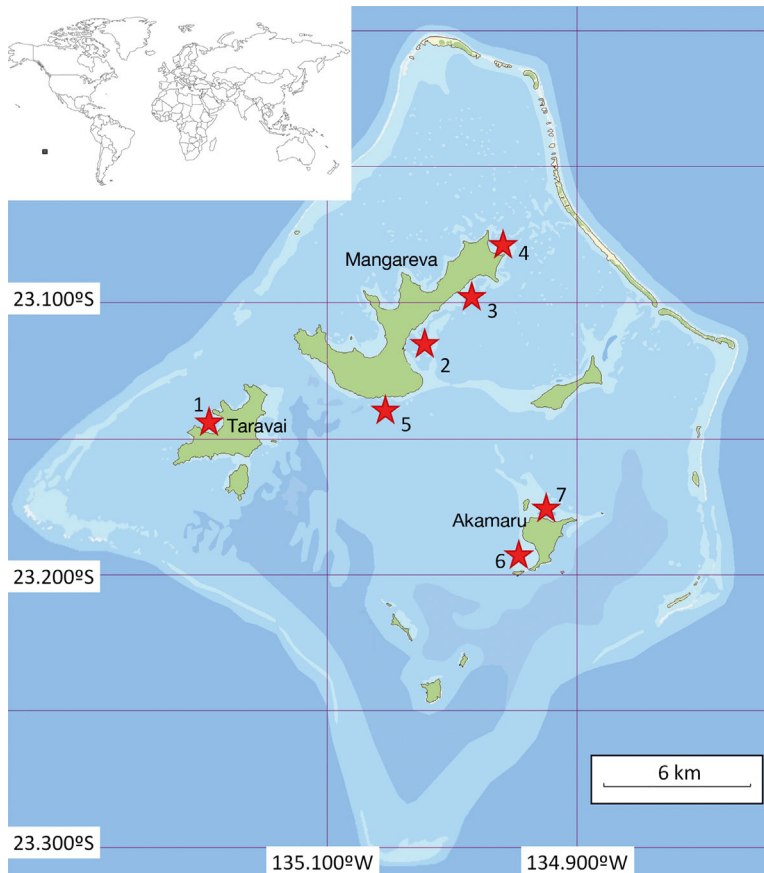 4
Mangareva
23.100ºS
3
2
1
5
Taravai
7
Akamaru
6
23.200ºS
6 km
23.300ºS
135.100ºW
134.900ºW